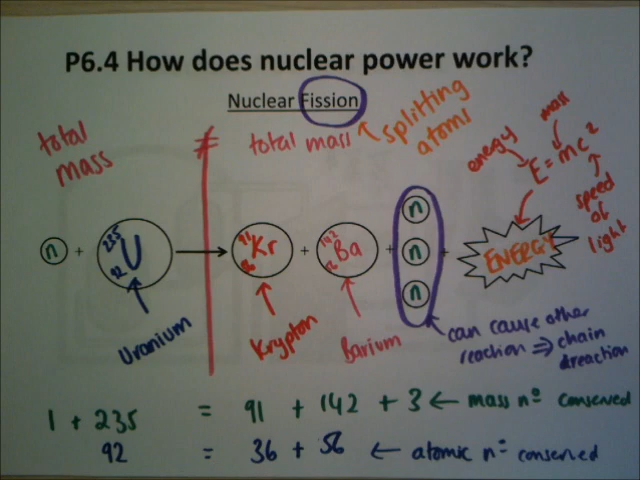 P6.4 How does nuclear power work?
Nuclear Fission
splitting atoms
total mass ≠ total mass
energy mass
E=mc²
speed of light
n + 235 92 U → 91 36 Kr + 142 56 Ba + n n n + ENERGY
Uranium
Krypton
Barium
can cause other
reaction ⇒ chain
reaction
1 + 235 = 91 + 142 + 3 ← mass nº conserved
92 = 36 + 56 ← atomic nº conserved